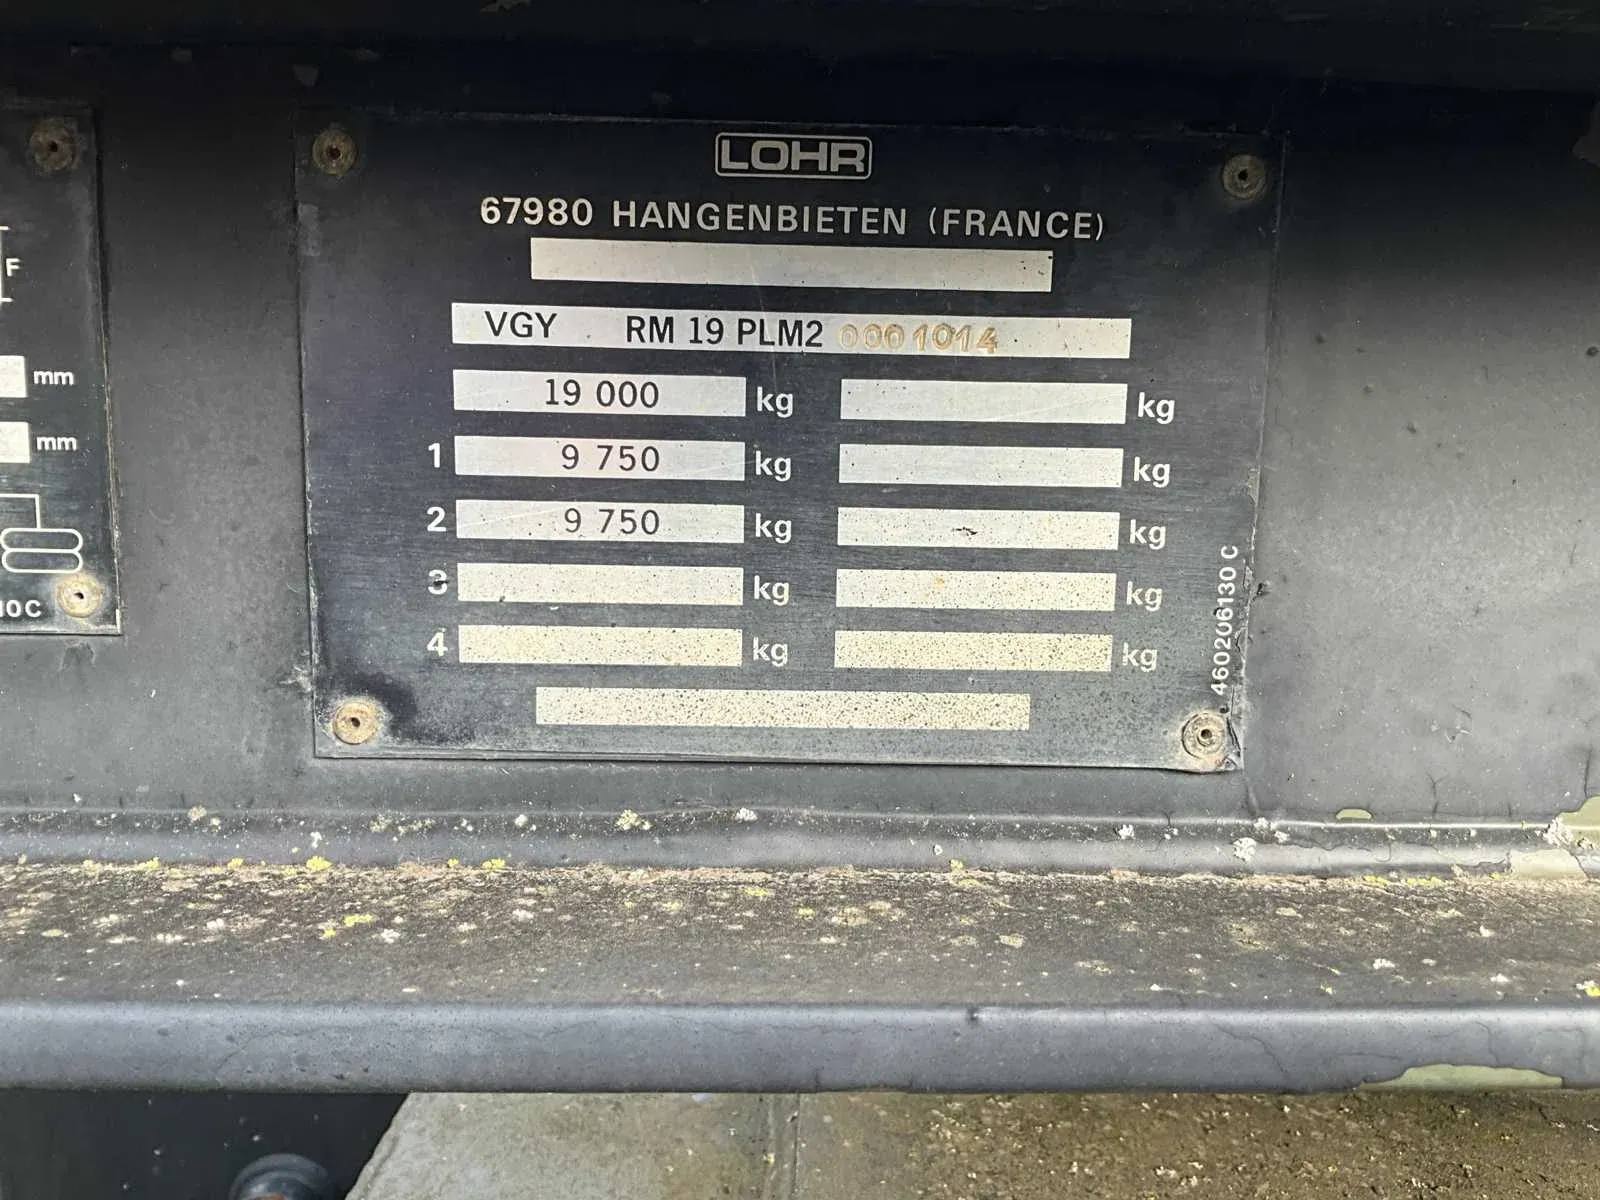 LOHR
67980 HANGENBIETEN (FRANCE)
VGY RM 19 PLM2 0001014
19 000 kg kg
1 9 750 kg kg
2 9 750 kg kg
3 kg kg
4 kg kg
460206130 C
F
mm
mm
10 C